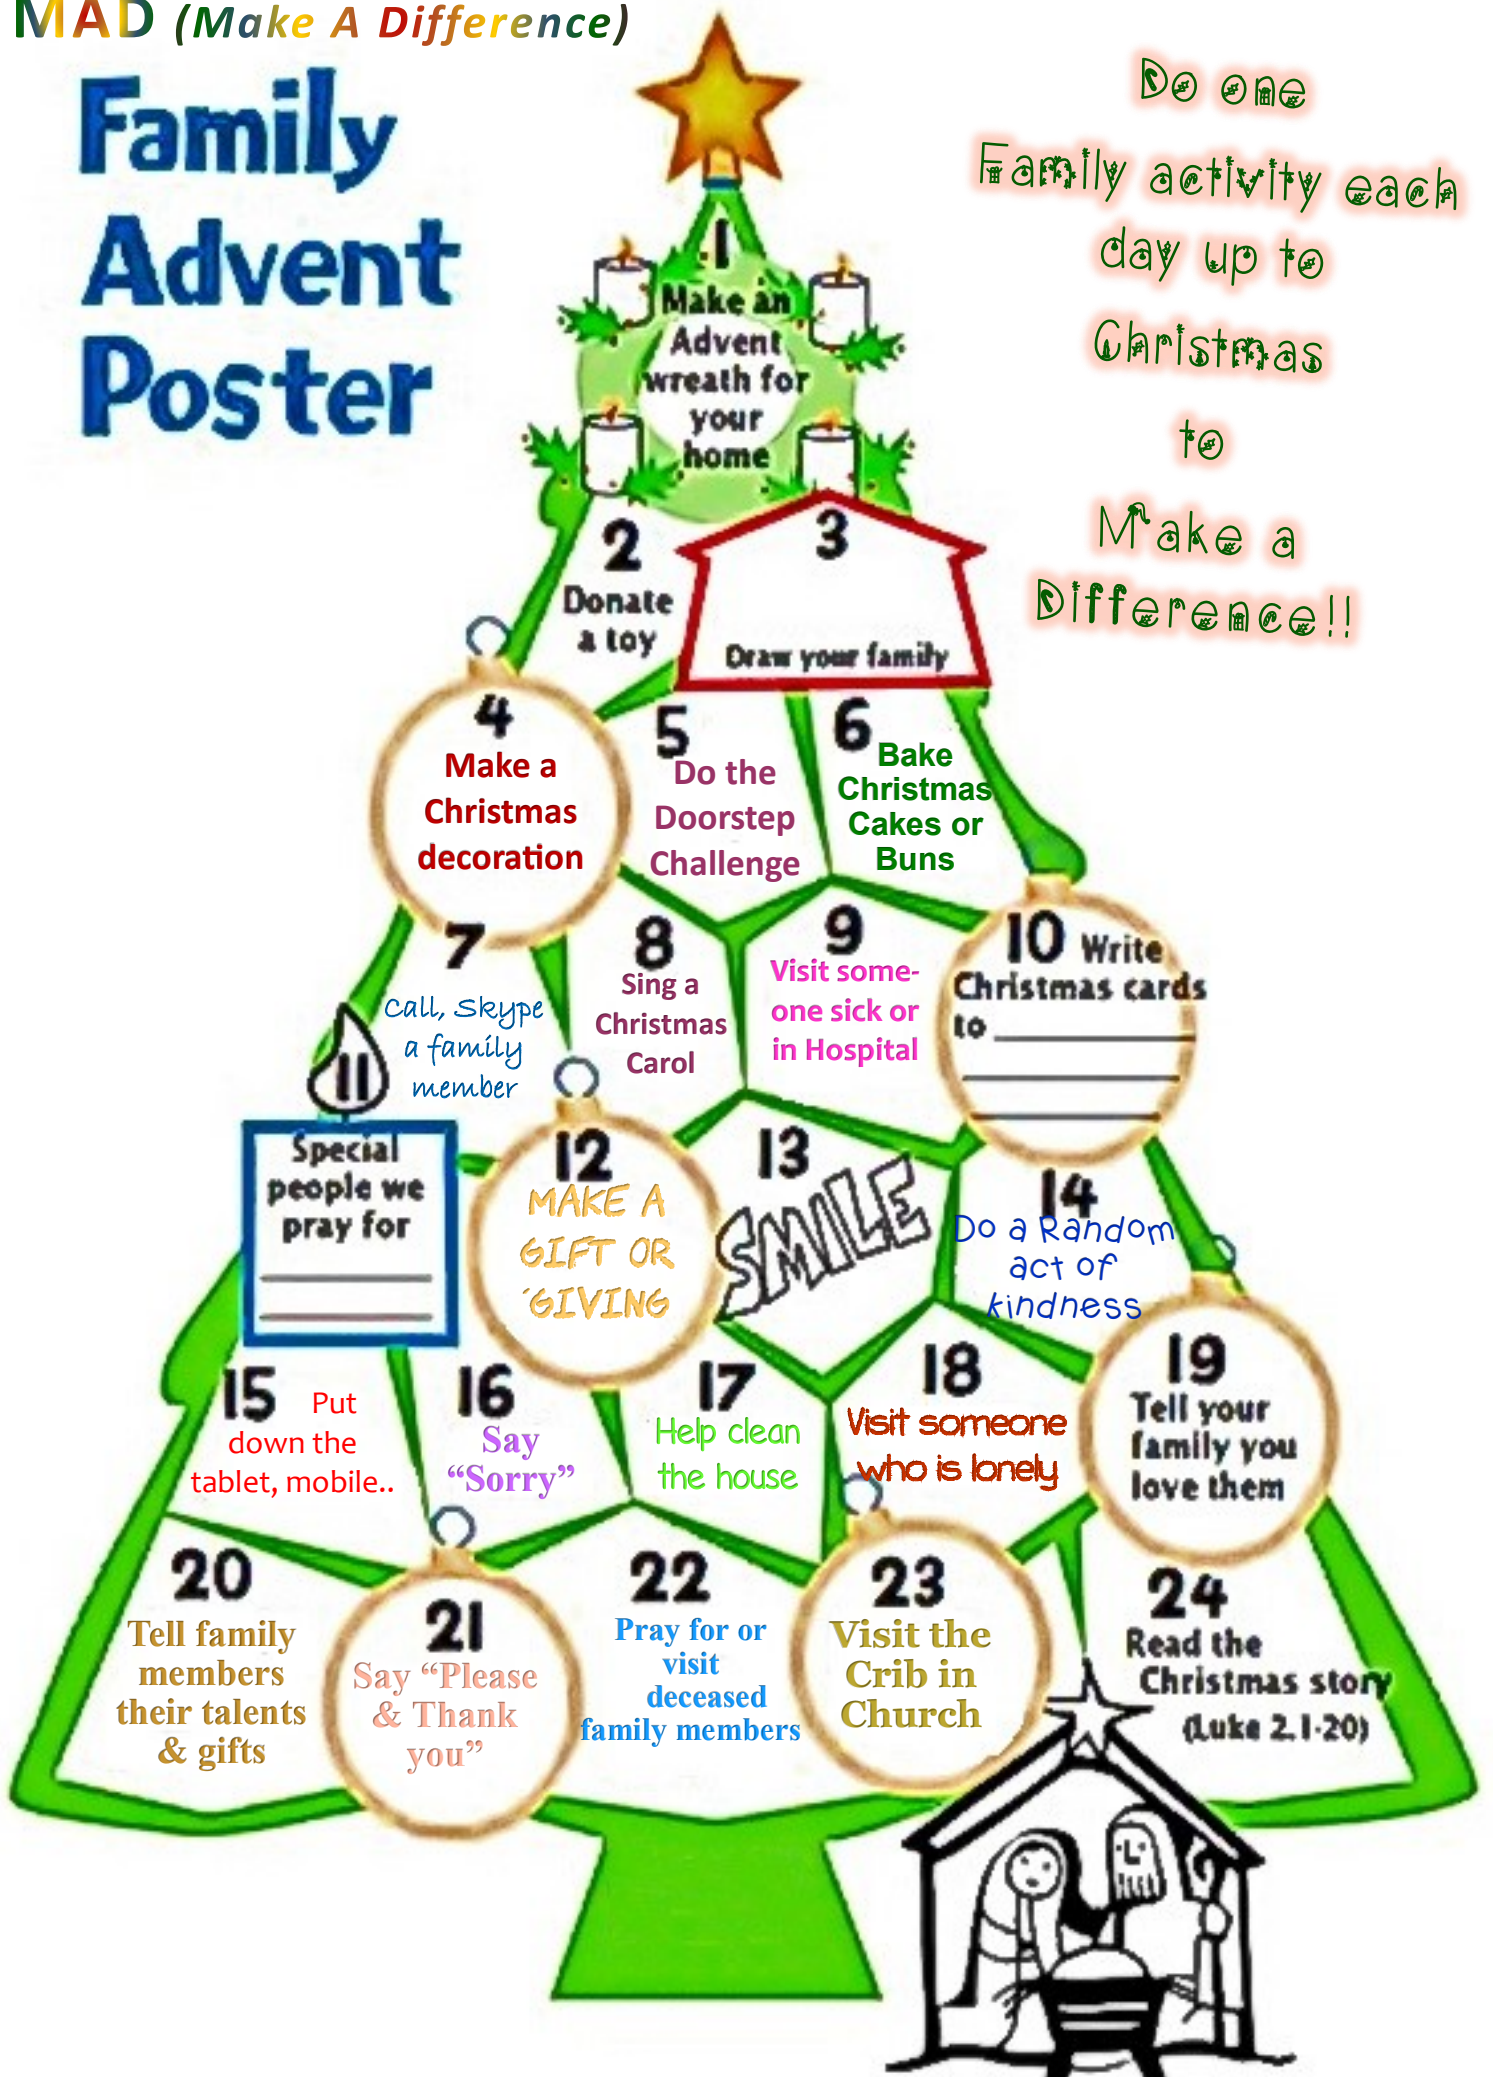 MAD (Make A Difference)
Family
Advent
Poster
Do one
Family activity each
day up to
Christmas
to
Make a
Difference!!
1
Make an
Advent
wreath for
your
home
2
Donate
a toy
3
Draw your family
4
Make a
Christmas
decoration
5
Do the
Doorstep
Challenge
6
Bake
Christmas
Cakes or
Buns
7
Call, Skype
a family
member
8
Sing a
Christmas
Carol
9
Visit some-
one sick or
in Hospital
10 Write
Christmas cards
to
11
Special
people we
pray for
12
MAKE A
GIFT OR
'GIVING
13
SMILE
14
Do a Random
act of
kindness
15 Put
down the
tablet, mobile..
16
Say
“Sorry”
17
Help clean
the house
18
Visit someone
who is lonely
19
Tell your
family you
love them
20
Tell family
members
their talents
& gifts
21
Say “Please
& Thank
you”
22
Pray for or
visit
deceased
family members
23
Visit the
Crib in
Church
24
Read the
Christmas story
(Luke 2.1-20)